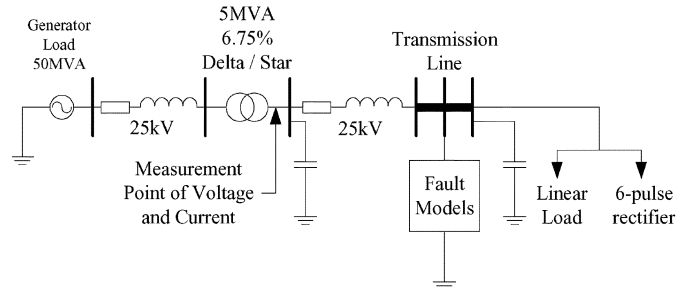 Generator
Load
50MVA
5MVA
6.75%
Delta / Star
Transmission
Line
25kV
25kV
Measurement
Point of Voltage
and Current
Fault
Models
Linear
Load
6-pulse
rectifier